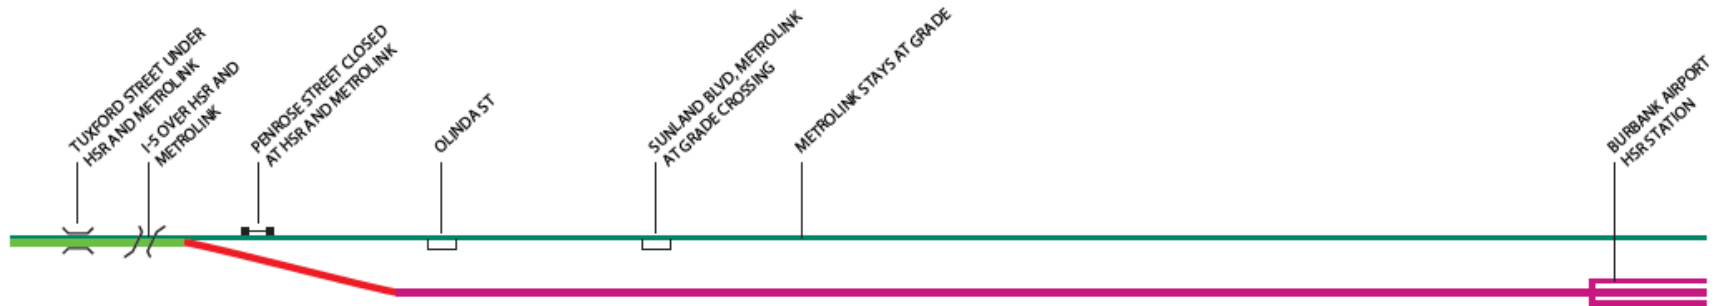 TUXFORD STREET UNDER
HSR AND METROLINK
I-5 OVER HSR AND
METROLINK
PENROSE STREET CLOSED
AT HSR AND METROLINK
OLINDA ST
SUNLAND BLVD, METROLINK
AT GRADE CROSSING
METROLINK STAYS AT GRADE
BURBANK AIRPORT
HSR STATION